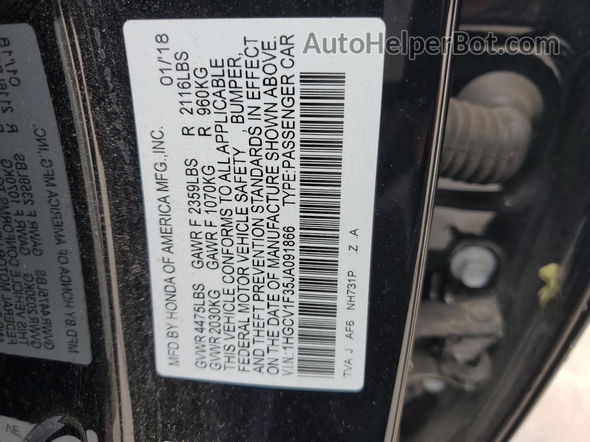 AutoHelperBot.com
MFD.BY HONDA OF AMERICA MFG.,INC. 01/18
GVWR 4475LBS GAWR F 2359LBS R 2116LBS
GVWR 2030KG GAWR F 1070KG R 960KG
THIS VEHICLE CONFORMS TO ALL APPLICABLE
FEDERAL MOTOR VEHICLE SAFETY , BUMPER,
AND THEFT PREVENTION STANDARDS IN EFFECT
ON THE DATE OF MANUFACTURE SHOWN ABOVE.
V.I.N.:1HGCV1F35JA091866 TYPE:PASSENGER CAR
TVA J AF6 NH731P Z .A